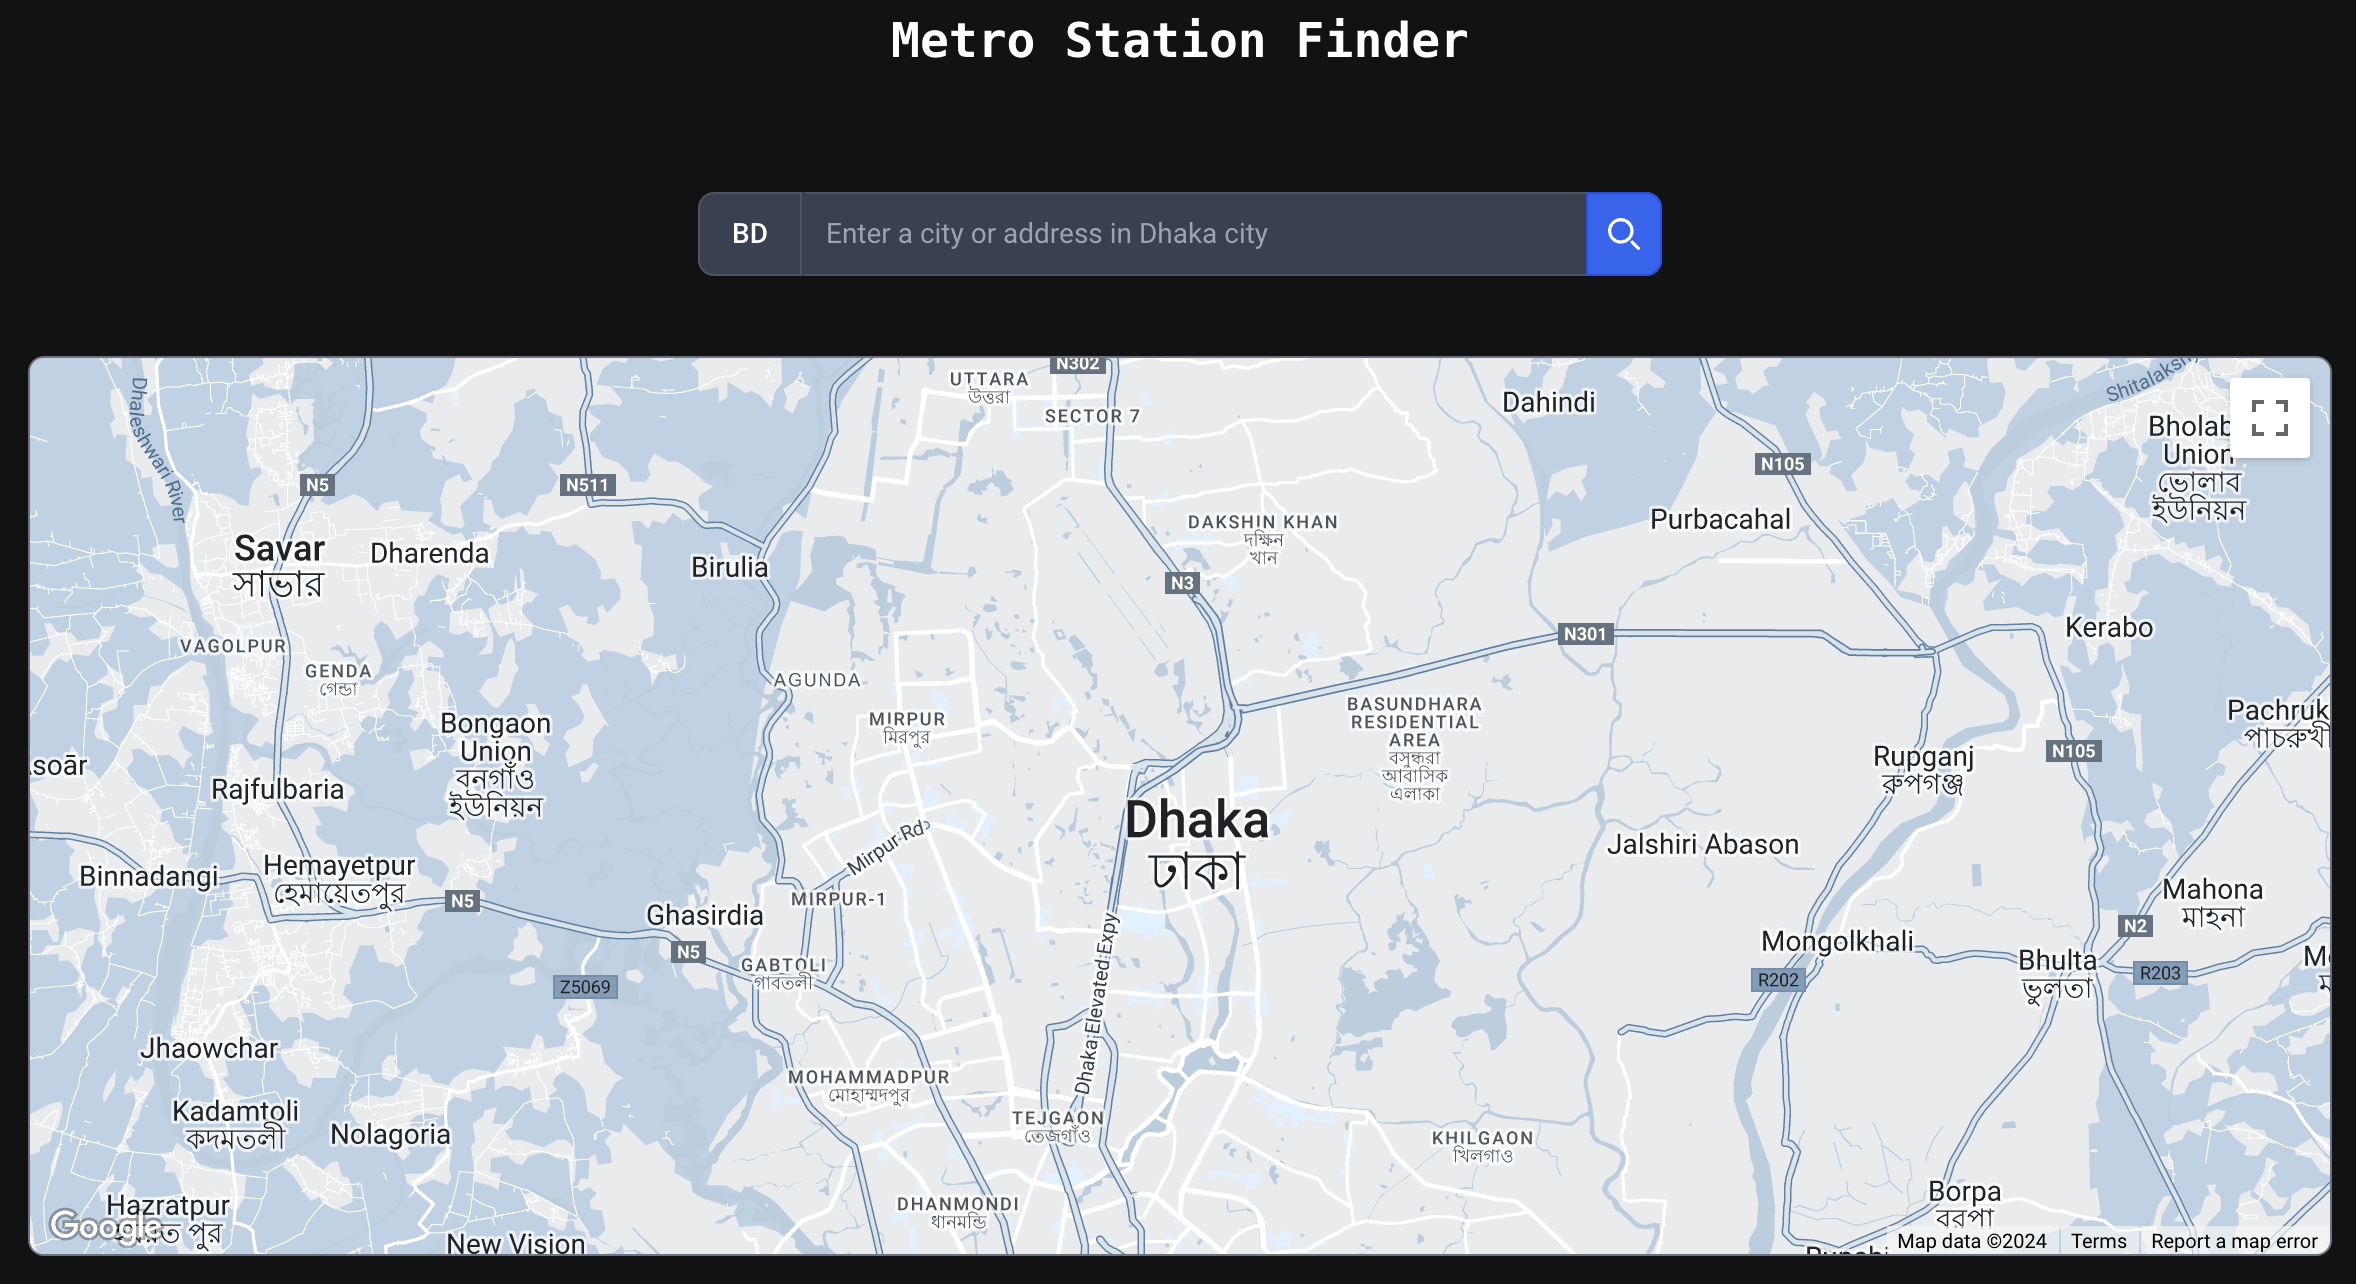 Metro Station Finder
BD
Enter a city or address in Dhaka city
N302
UTTARA
উত্তরা
SECTOR 7
Dahindi
Dhaleshwari River
N5
N511
N105
Bholab
Union
ভোলাব
ইউনিয়ন
DAKSHIN KHAN
দক্ষিন
খান
Purbacahal
Savar
সাভার
Dharenda
Birulia
N3
N301
Kerabo
VAGOLPUR
GENDA
গেন্ডা
AGUNDA
MIRPUR
মিরপুর
BASUNDHARA
RESIDENTIAL
AREA
বসুন্ধরা
আবাসিক
এলাকা
Bongaon
Union
বনগাঁও
ইউনিয়ন
Rajfulbaria
Rupganj
রুপগঞ্জ
N105
Dhaka
ঢাকা
Mirpur Rd
Jalshiri Abason
Binnadangi
Hemayetpur
হেমায়েতপুর
N5
MIRPUR-1
Ghasirdia
N5
Mahona
মাহনা
N2
GABTOLI
গাবতলী
Z5069
Dhaka Elevated Expy
Mongolkhali
R202
Bhulta
ভুলতা
R203
Jhaowchar
MOHAMMADPUR
মোহাম্মদপুর
Kadamtoli
কদমতলী
Nolagoria
TEJGAON
তেজগাঁও
KHILGAON
খিলগাও
Hazratpur
Google
DHANMONDI
ধানমন্ডি
Borpa
বরপা
New Vision
Map data ©2024
Terms
Report a map error